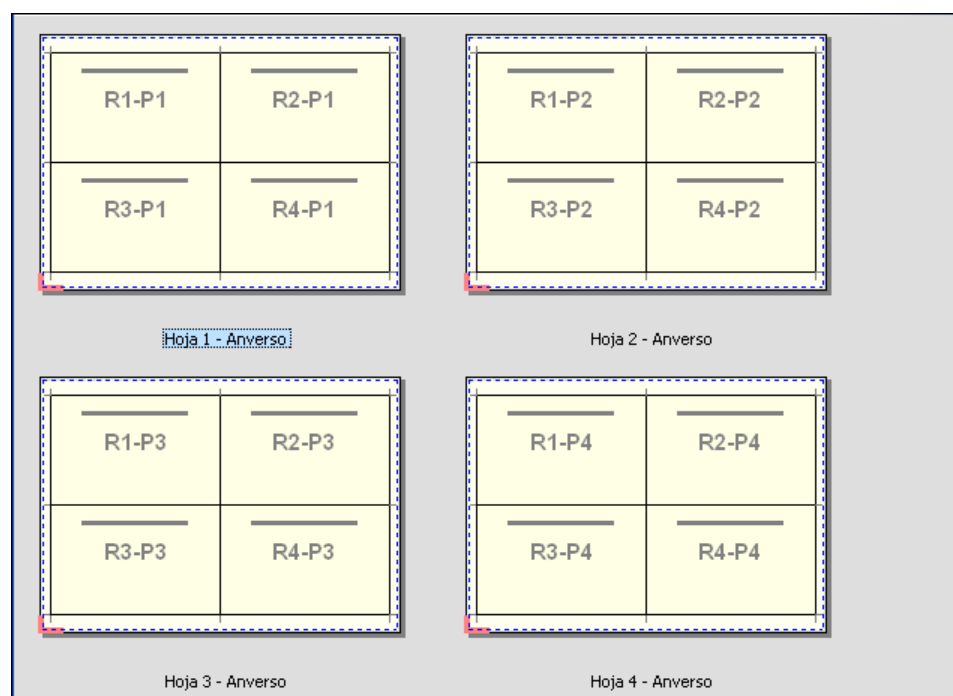 R1-P1 R2-P1
R3-P1 R4-P1
Hoja 1 - Anverso
R1-P2 R2-P2
R3-P2 R4-P2
Hoja 2 - Anverso
R1-P3 R2-P3
R3-P3 R4-P3
Hoja 3 - Anverso
R1-P4 R2-P4
R3-P4 R4-P4
Hoja 4 - Anverso